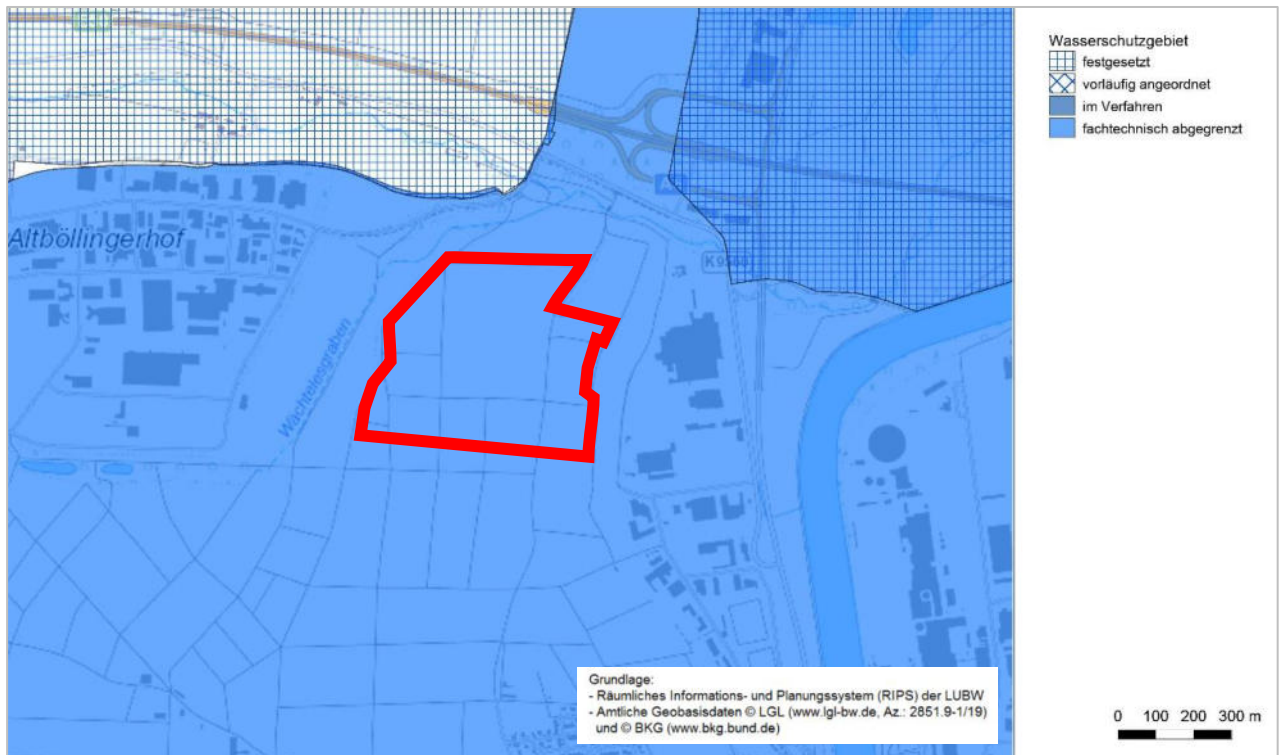 Wasserschutzgebiet
festgesetzt
vorläufig angeordnet
im Verfahren
fachtechnisch abgegrenzt
Altböllingerhof
Wächtelesgraben
Grundlage:
- Räumliches Informations- und Planungssystem (RIPS) der LUBW
- Amtliche Geobasisdaten © LGL (www.lgl-bw.de, Az.: 2851.9-1/19)
und © BKG (www.bkg.bund.de)
0 100 200 300 m